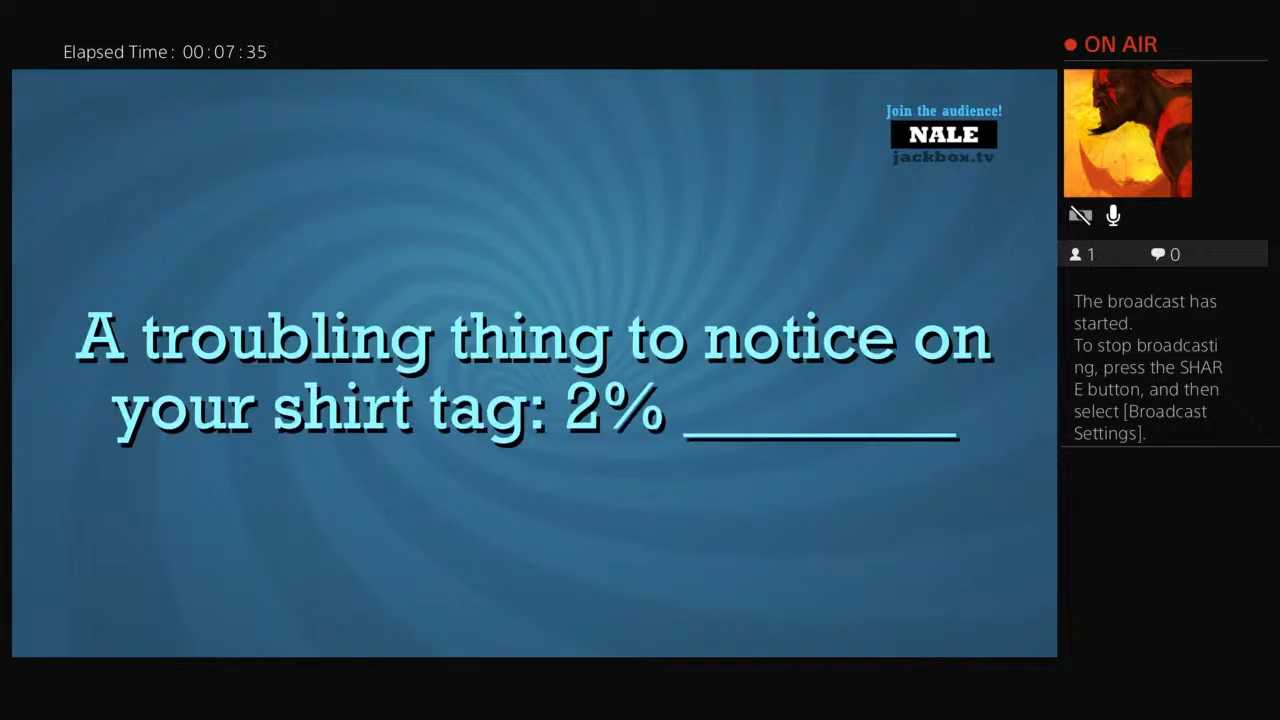 Elapsed Time: 00:07:35
ON AIR
Join the audience!
NALE
jackbox.tv
1
0
The broadcast has
started.
To stop broadcasti
ng, press the SHAR
E button, and then
select [Broadcast
Settings].
A troubling thing to notice on
your shirt tag: 2% ________